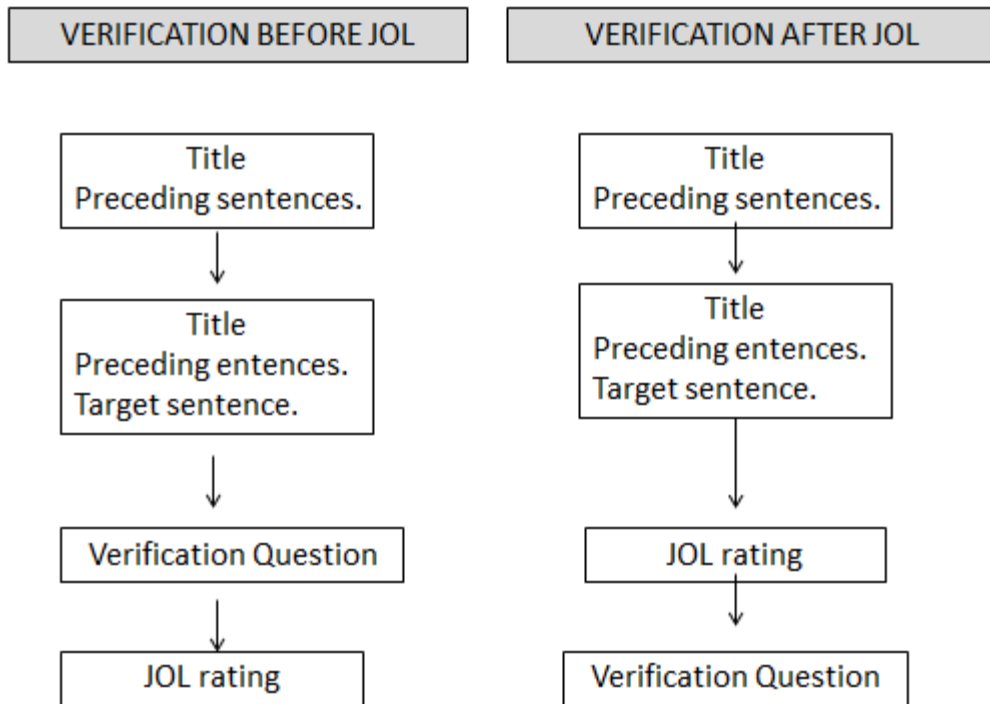 VERIFICATION BEFORE JOL
Title
Preceding sentences.
Title
Preceding entences.
Target sentence.
Verification Question
JOL rating
VERIFICATION AFTER JOL
Title
Preceding sentences.
Title
Preceding entences.
Target sentence.
JOL rating
Verification Question